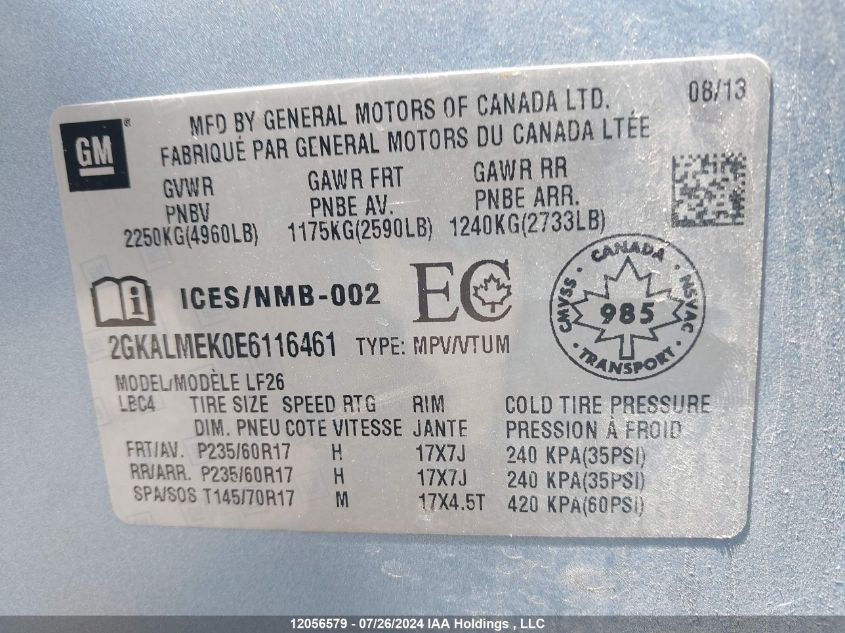 08/13
GM®
MFD BY GENERAL MOTORS OF CANADA LTD.
FABRIQUÉ PAR GENERAL MOTORS DU CANADA LTÉE
GVWR GAWR FRT GAWR RR
PNBV PNBE AV. PNBE ARR.
2250KG(4960LB) 1175KG(2590LB) 1240KG(2733LB)
i ICES/NMB-002 EC
CANADA
CMVSS 985 NSVAC
TRANSPORT
2GKALMEK0E6116461 TYPE: MPV/VTUM
MODEL/MODÈLE LF26
LBC4 TIRE SIZE SPEED RTG RIM COLD TIRE PRESSURE
DIM. PNEU COTE VITESSE JANTE PRESSION À FROID
FRT/AV. P235/60R17 H 17X7J 240 KPA(35PSI)
RR/ARR. P235/60R17 H 17X7J 240 KPA(35PSI)
SPA/SOS T145/70R17 M 17X4.5T 420 KPA(60PSI)
12056579 - 07/26/2024 IAA Holdings , LLC